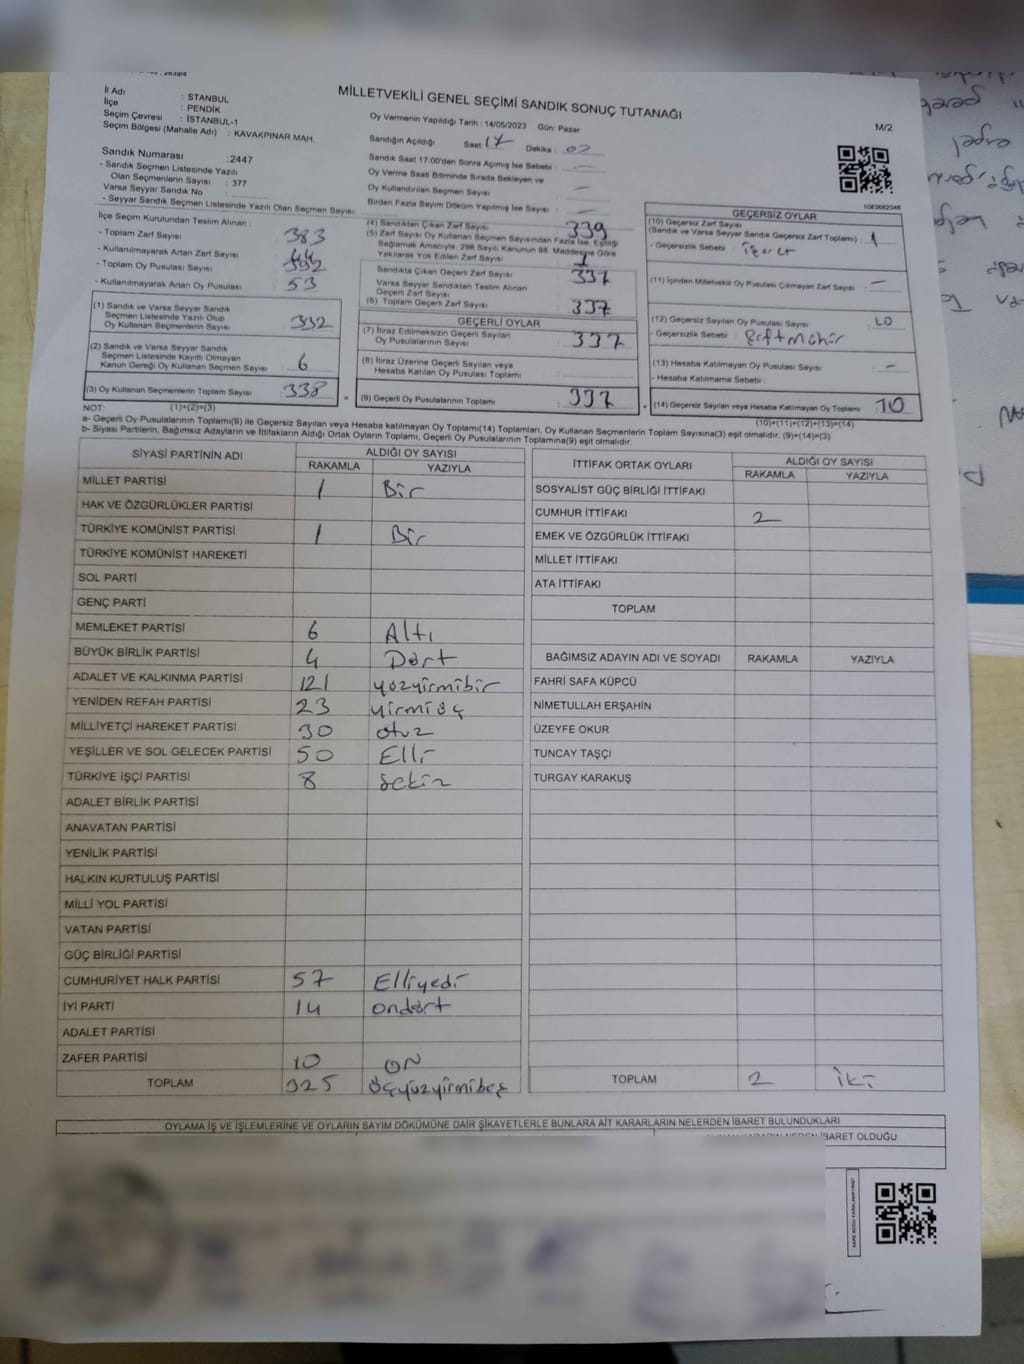 MİLLETVEKİLİ GENEL SEÇİMİ SANDIK SONUÇ TUTANAĞI
M/2
İl Adı : STANBUL
İlçe : PENDİK
Seçim Çevresi : İSTANBUL-1
Seçim Bölgesi (Mahalle Adı) : KAVAKPINAR MAH.
Oy Vermenin Yapıldığı Tarih : 14/05/2023 Gün: Pazar
Sandığın Açıldığı Saat 17 Dakika : 02
Sandık Saat 17:00'den Sonra Açımış İse Sebebi : —
Oy Verme Saati Bitiminde Sırada Bekleyen ve
Oy Kullandırılan Seçmen Sayısı : —
Birden Fazla Sayım Döküm Yapılmış İse Sayısı : —
Sandık Numarası : 2447
- Sandık Seçmen Listesinde Yazılı
Olan Seçmenlerin Sayısı : 377
Varsa Seyyar Sandık No :
- Seyyar Sandık Seçmen Listesinde Yazılı Olan Seçmen Sayısı :
İlçe Seçim Kurulundan Teslim Alınan :
- Toplam Zarf Sayısı : 383
- Kullanılmayarak Artan Zarf Sayısı : 44
- Toplam Oy Pusulası Sayısı :
- Kullanılmayarak Artan Oy Pusulası : 53
(1) Sandık ve Varsa Seyyar Sandık
Seçmen Listesinde Yazılı Olup
Oy Kullanan Seçmenlerin Sayısı : 332
(2) Sandık ve Varsa Seyyar Sandık
Seçmen Listesinde Kayıtlı Olmayan
Kanun Gereği Oy Kullanan Seçmen Sayısı : 6
(3) Oy Kullanan Seçmenlerin Toplam Sayısı : 338
(1)+(2)=(3)
(4) Sandıktan Çıkan Zarf Sayısı : 339
(5) Zarf Sayısı Oy Kullanan Seçmen Sayısından Fazla İse, Eşitliği
Sağlamak Amacıyla, 298 Sayılı Kanunun 98. Maddesine Göre
Yakılarak Yok Edilen Zarf Sayısı : 1
Sandıkta Çıkan Geçerli Zarf Sayısı : 337
Varsa Seyyar Sandıktan Teslim Alınan
Geçerli Zarf Sayısı :
(6) Toplam Geçerli Zarf Sayısı : 337
GEÇERLİ OYLAR
(7) İtiraz Edilmeksizin Geçerli Sayılan
Oy Pusulalarının Sayısı : 337
(8) İtiraz Üzerine Geçerli Sayılan veya
Hesaba Katılan Oy Pusulası Toplamı :
(9) Geçerli Oy Pusulalarının Toplamı : 337
1083682046
GEÇERSİZ OYLAR
(10) Geçersiz Zarf Sayısı
(Sandık ve Varsa Seyyar Sandık Geçersiz Zarf Toplamı) : 1
- Geçersizlik Sebebi : işaret
(11) İçinden Milletvekili Oy Pusulası Çıkmayan Zarf Sayısı : —
(12) Geçersiz Sayılan Oy Pusulası Sayısı : 10
- Geçersizlik Sebebi : Çift Mühür
(13) Hesaba Katılmayan Oy Pusulası Sayısı : —
- Hesaba Katılmama Sebebi :
(14) Geçersiz Sayılan veya Hesaba Katılmayan Oy Toplamı : 10
(10)+(11)+(12)+(13)=(14)
NOT:
a- Geçerli Oy Pusulaları Toplamı(9) ile Geçersiz Sayılan veya Hesaba katılmayan Oy Toplamı(14) Toplamları, Oy Kullanan Seçmenlerin Toplam Sayısına(3) eşit olmalıdır. (9)+(14)=(3)
b- Siyasi Partilerin, Bağımsız Adayların ve İttifakların Aldığı Ortak Oyların Toplamı, Geçerli Oy Pusulalarının Toplamına(9) eşit olmalıdır.
SİYASİ PARTİNİN ADI ALDIĞI OY SAYISI
RAKAMLA YAZIYLA
MİLLET PARTİSİ 1 Bir
HAK VE ÖZGÜRLÜKLER PARTİSİ
TÜRKİYE KOMÜNİST PARTİSİ 1 Bir
TÜRKİYE KOMÜNİST HAREKETİ
SOL PARTİ
GENÇ PARTİ
MEMLEKET PARTİSİ 6 Altı
BÜYÜK BİRLİK PARTİSİ 4 Dört
ADALET VE KALKINMA PARTİSİ 121 yüzyirmibir
YENİDEN REFAH PARTİSİ 23 yirmiüç
MİLLİYETÇİ HAREKET PARTİSİ 30 otuz
YEŞİLLER VE SOL GELECEK PARTİSİ 50 Elli
TÜRKİYE İŞÇİ PARTİSİ 8 Sekiz
ADALET BİRLİK PARTİSİ
ANAVATAN PARTİSİ
YENİLİK PARTİSİ
HALKIN KURTULUŞ PARTİSİ
MİLLİ YOL PARTİSİ
VATAN PARTİSİ
GÜÇ BİRLİĞİ PARTİSİ
CUMHURİYET HALK PARTİSİ 57 Elliyedi
İYİ PARTİ 14 ondört
ADALET PARTİSİ
ZAFER PARTİSİ 10 ON
TOPLAM 325 üçyüzyirmibeş
İTTİFAK ORTAK OYLARI ALDIĞI OY SAYISI
RAKAMLA YAZIYLA
SOSYALİST GÜÇ BİRLİĞİ İTTİFAKI
CUMHUR İTTİFAKI 2
EMEK VE ÖZGÜRLÜK İTTİFAKI
MİLLET İTTİFAKI
ATA İTTİFAKI
TOPLAM
BAĞIMSIZ ADAYIN ADI VE SOYADI RAKAMLA YAZIYLA
FAHRİ SAFA KÜPCÜ
NİMETULLAH ERŞAHİN
ÜZEYFE OKUR
TUNCAY TAŞÇI
TURGAY KARAKUŞ
TOPLAM 2 iki
OYLAMA İŞ VE İŞLEMLERİNE VE OYLARIN SAYIM DÖKÜMÜNE DAİR ŞİKAYETLERLE BUNLARA AİT KARARLARIN NELERDEN İBARET BULUNDUKLARI
İBARET OLDUĞU